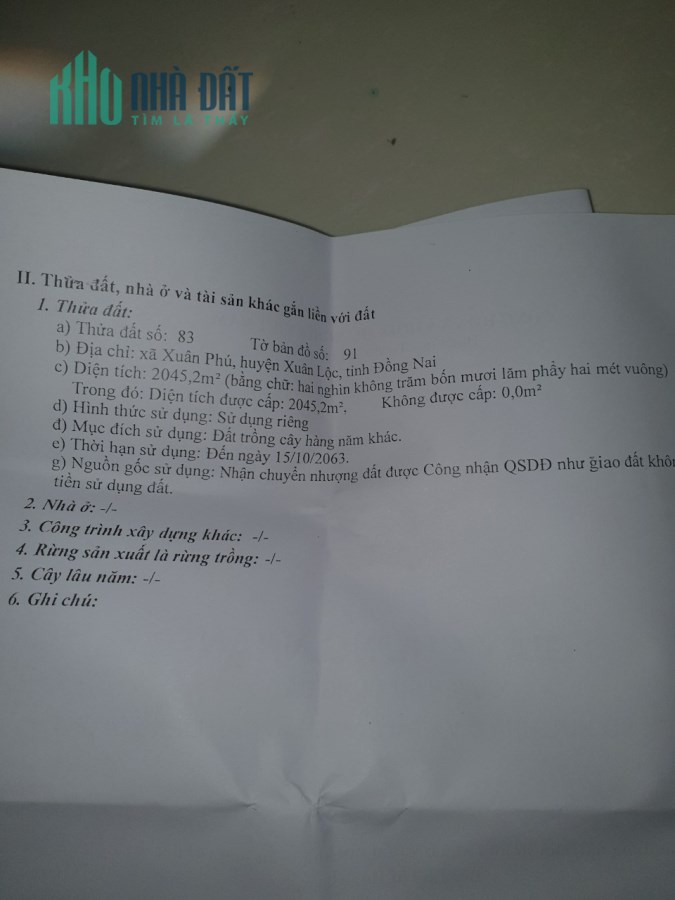 KHO NHÀ ĐẤT
TÌM LÀ THẤY
II. Thửa đất, nhà ở và tài sản khác gắn liền với đất
1. Thửa đất:
a) Thửa đất số: 83 Tờ bản đồ số: 91
b) Địa chỉ: xã Xuân Phú, huyện Xuân Lộc, tỉnh Đồng Nai
c) Diện tích: 2045,2m² (bằng chữ: hai nghìn không trăm bốn mươi lăm phẩy hai mét vuông)
Trong đó: Diện tích được cấp: 2045,2m². Không được cấp: 0,0m²
d) Hình thức sử dụng: Sử dụng riêng
đ) Mục đích sử dụng: Đất trồng cây hàng năm khác.
e) Thời hạn sử dụng: Đến ngày 15/10/2063.
g) Nguồn gốc sử dụng: Nhận chuyển nhượng đất được Công nhận QSDĐ như giao đất khôn
tiền sử dụng đất.
2. Nhà ở: -/-
3. Công trình xây dựng khác: -/-
4. Rừng sản xuất là rừng trồng: -/-
5. Cây lâu năm: -/-
6. Ghi chú: